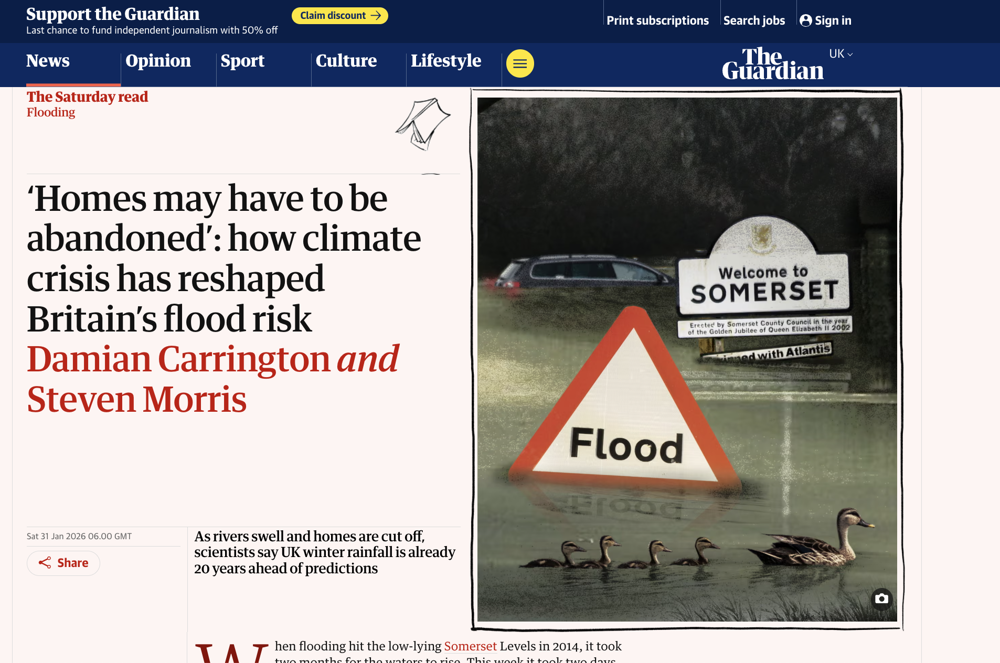 Support the Guardian
Last chance to fund independent journalism with 50% off
Claim discount
Print subscriptions
Search jobs
Sign in
News
Opinion
Sport
Culture
Lifestyle
The
Guardian
UK
The Saturday read
Flooding
‘Homes may have to be
abandoned’: how climate
crisis has reshaped
Britain’s flood risk
Damian Carrington and
Steven Morris
Sat 31 Jan 2026 06.00 GMT
Share
As rivers swell and homes are cut off,
scientists say UK winter rainfall is already
20 years ahead of predictions
Welcome to
SOMERSET
Erected by Somerset County Council in the year
of the Golden Jubilee of Queen Elizabeth II 2002
with Atlantis
Flood
When flooding hit the low-lying Somerset Levels in 2014, it took
two months for the waters to rise. This week it took two days.